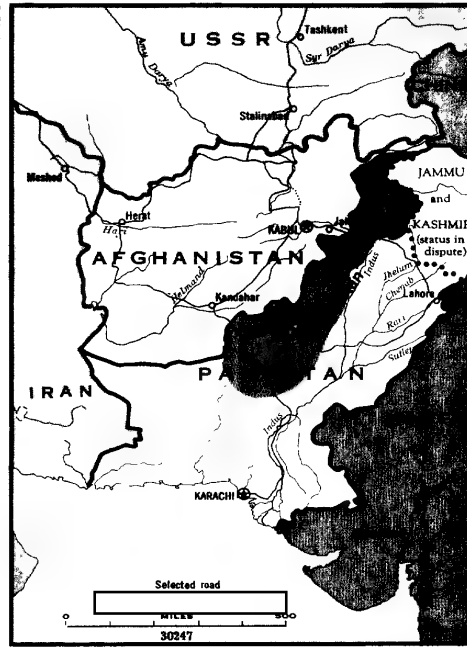 Tashkent
USSR
Amu Darya
Syr Darya
Stalinabad
Meshed
JAMMU
and
KASHMIR
(status in
dispute)
Herat
Hari
KABUL
AFGHANISTAN
Indus
Jhelum
Chenab
Helmand
Kandahar
Lahore
Ravi
Sutlej
IRAN
Indus
KARACHI
Selected road
0
MILES
30247